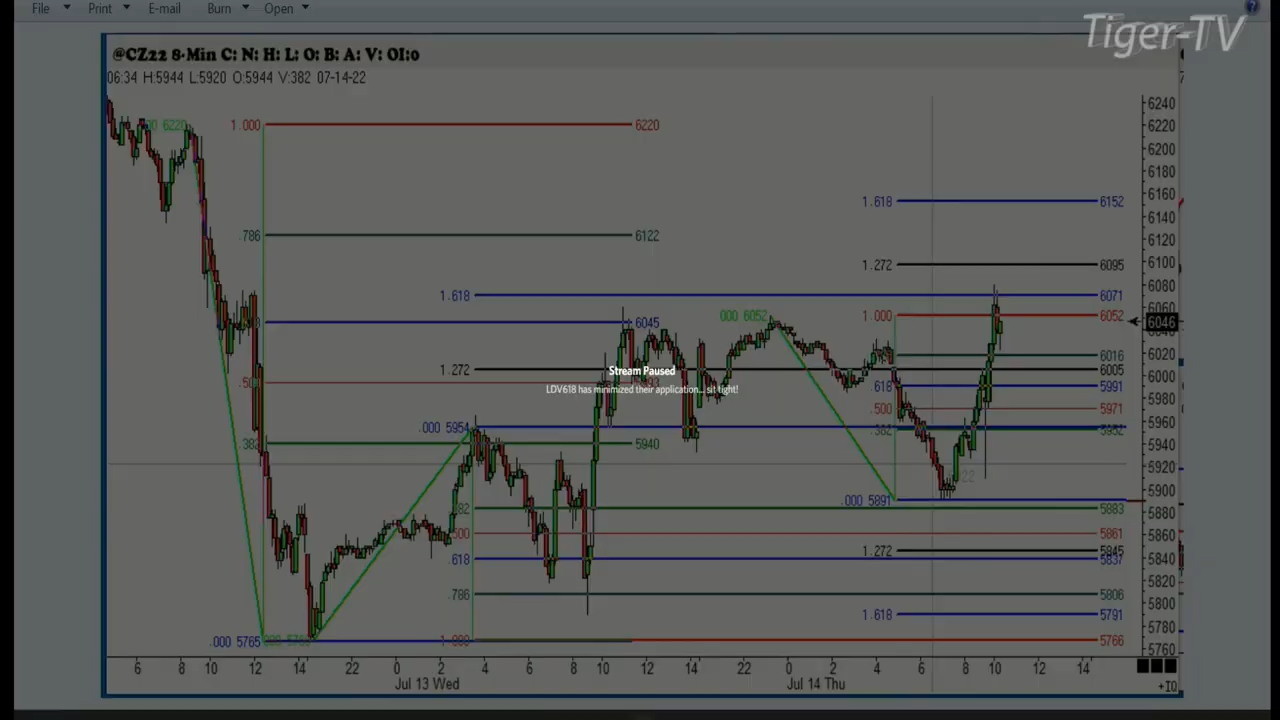 File Print E-mail Burn Open
Tiger-TV
@CZ22 8-Min C: N: H: L: O: B: A: V: OI:0
06:34 H:5944 L:5920 O:5944 V:382 07-14-22
6240
1.000 6220 6220
6200
6180
1.618 6152 6160
6140
.786 6122 6120
6100
1.272 6095
6080
1.618 6071
6060
000 6052 1.000 6052
6045 6046
6020
6016
1.272 6005
6000
Stream Paused
LDV618 has minimized their application... sit tight!
.618 5991
5980
.500 5971
5960
.000 5954 .382
.382 5940 5940
5920
5900
.000 5891
5883 5880
5861 5860
.618 1.272 5845 5840
5837
5820
.786 5806
5800
1.618 5791
5780
.000 5765 1.000 5766
5760
6 8 10 12 14 22 0 2 4 6 8 10 12 14 22 0 2 4 6 8 10 12 14
Jul 13 Wed Jul 14 Thu